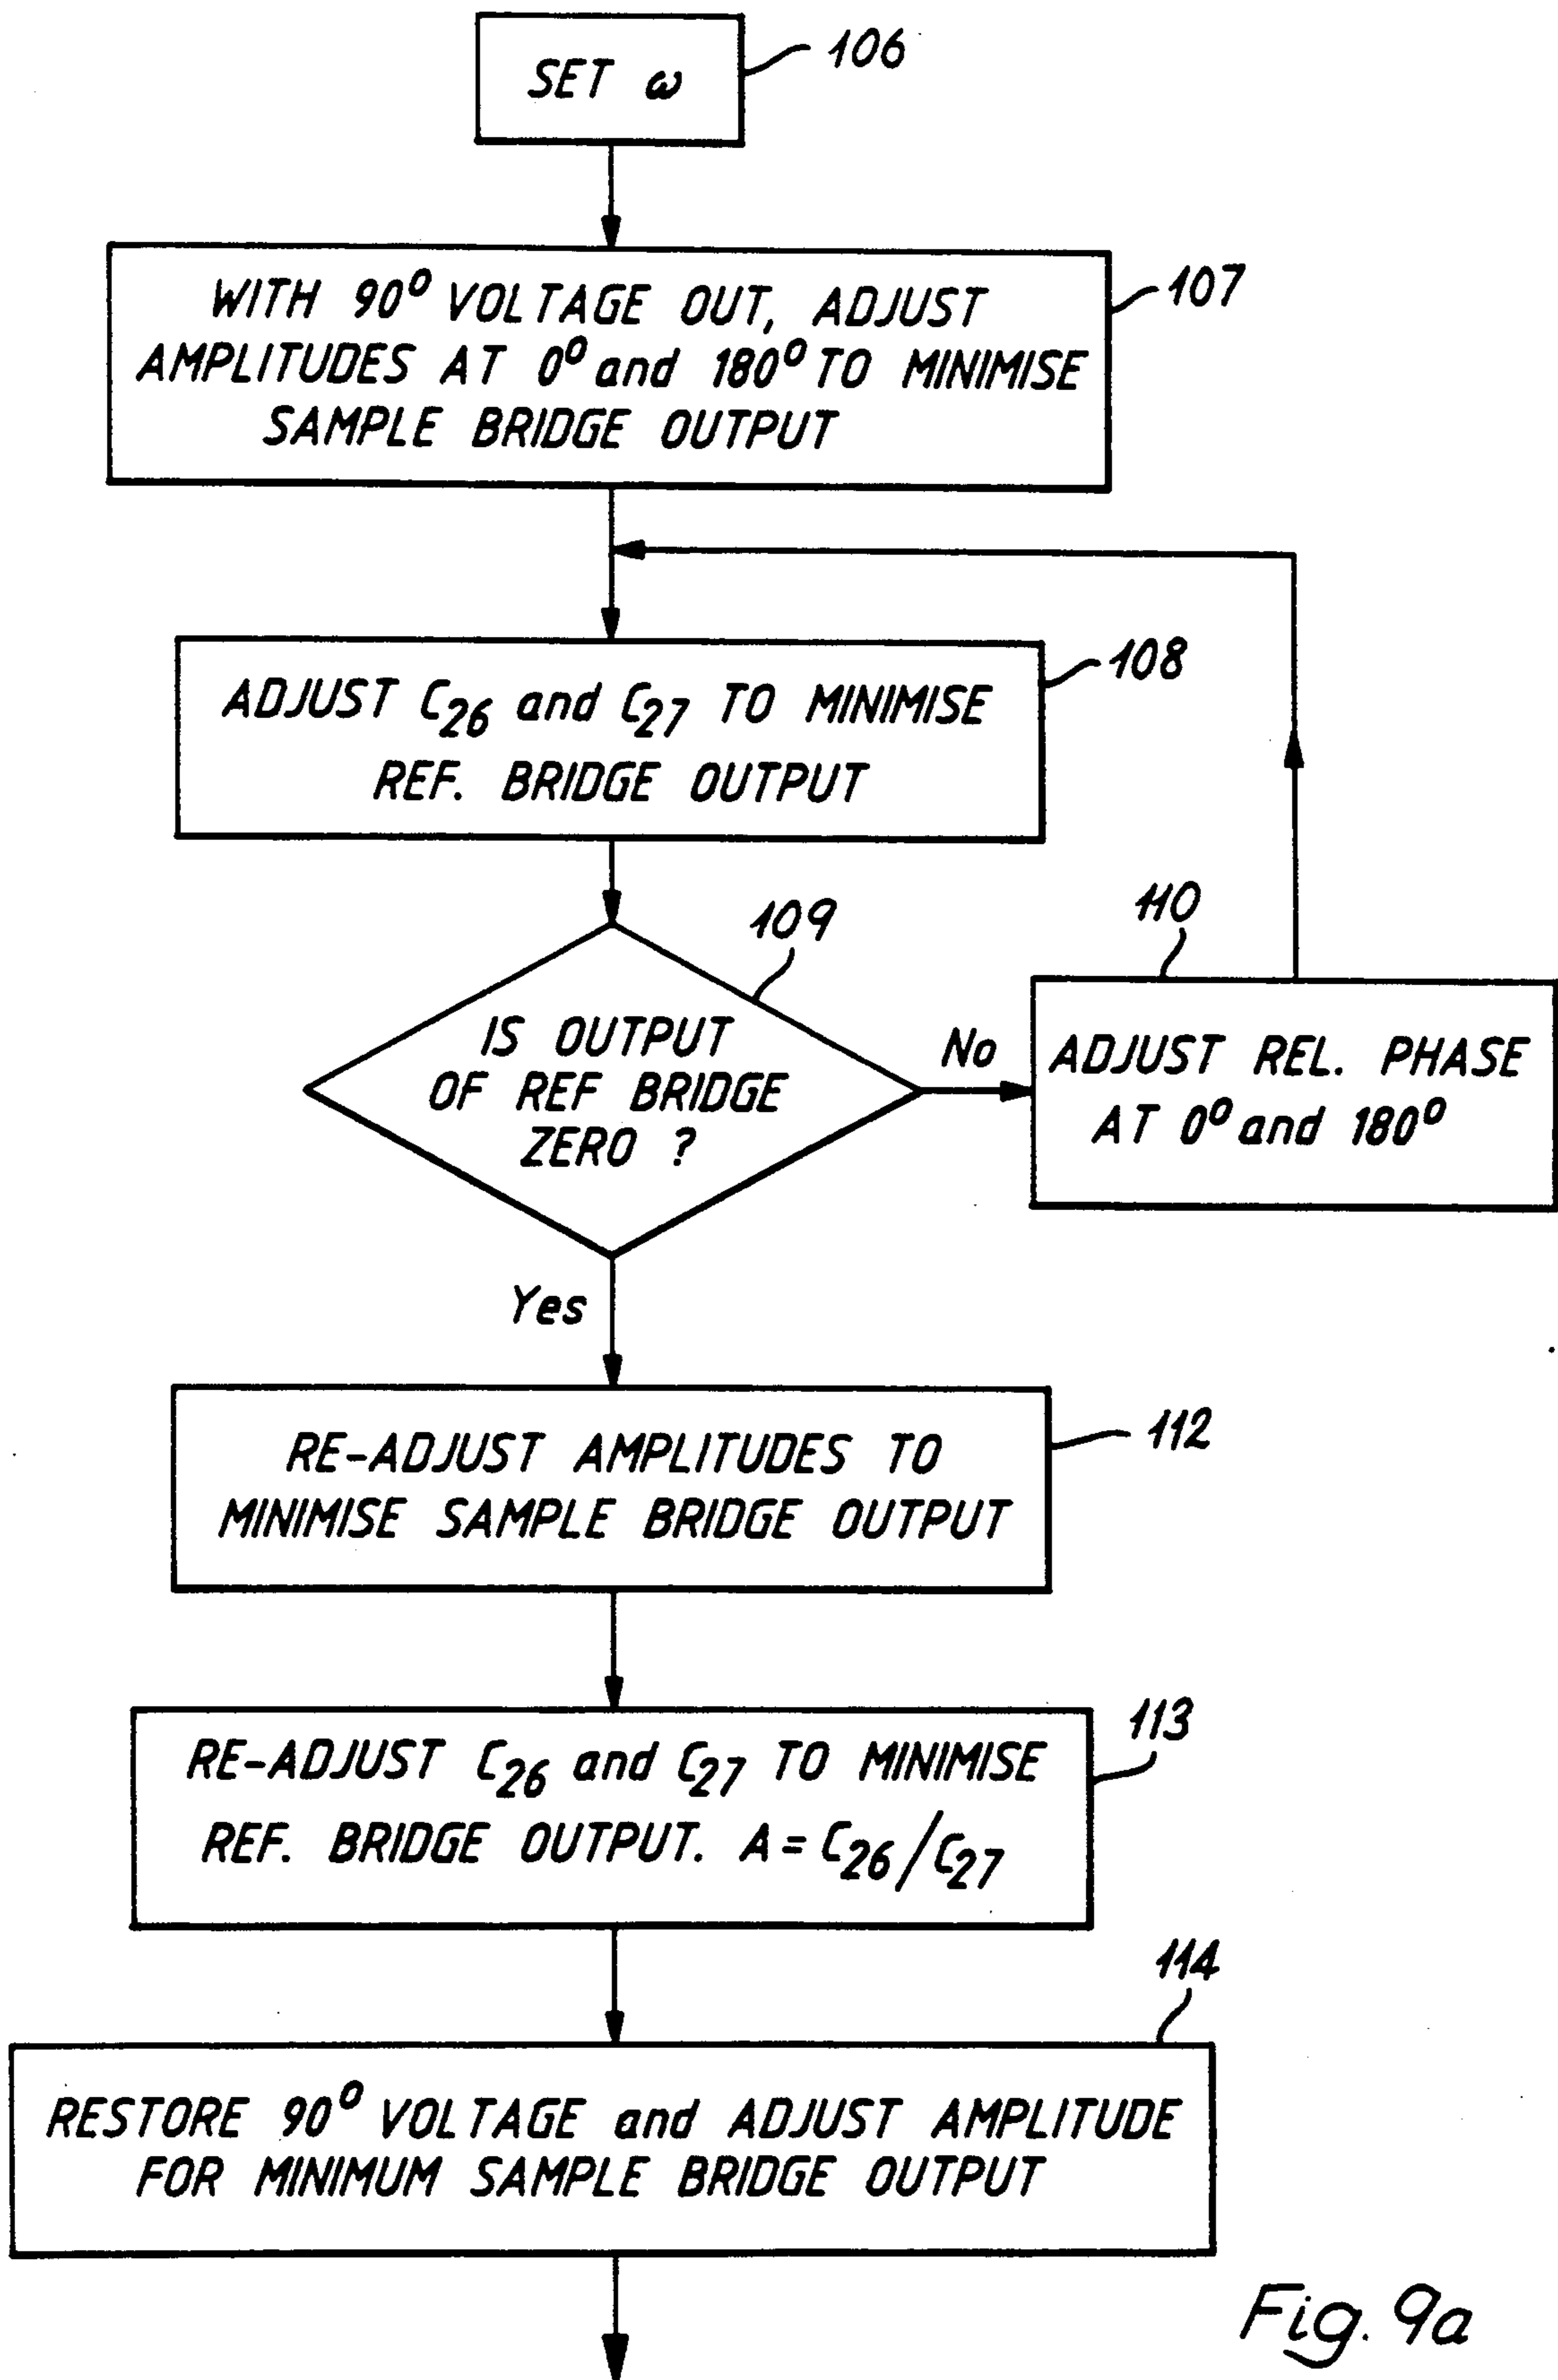 SET ω
106
WITH 90° VOLTAGE OUT, ADJUST
AMPLITUDES AT 0° and 180° TO MINIMISE
SAMPLE BRIDGE OUTPUT
107
ADJUST C26 and C27 TO MINIMISE
REF. BRIDGE OUTPUT
108
109
IS OUTPUT
OF REF BRIDGE
ZERO ?
No
110
ADJUST REL. PHASE
AT 0° and 180°
Yes
RE-ADJUST AMPLITUDES TO
MINIMISE SAMPLE BRIDGE OUTPUT
112
RE-ADJUST C26 and C27 TO MINIMISE
REF. BRIDGE OUTPUT. A = C26/C27
113
114
RESTORE 90° VOLTAGE and ADJUST AMPLITUDE
FOR MINIMUM SAMPLE BRIDGE OUTPUT
Fig. 9a